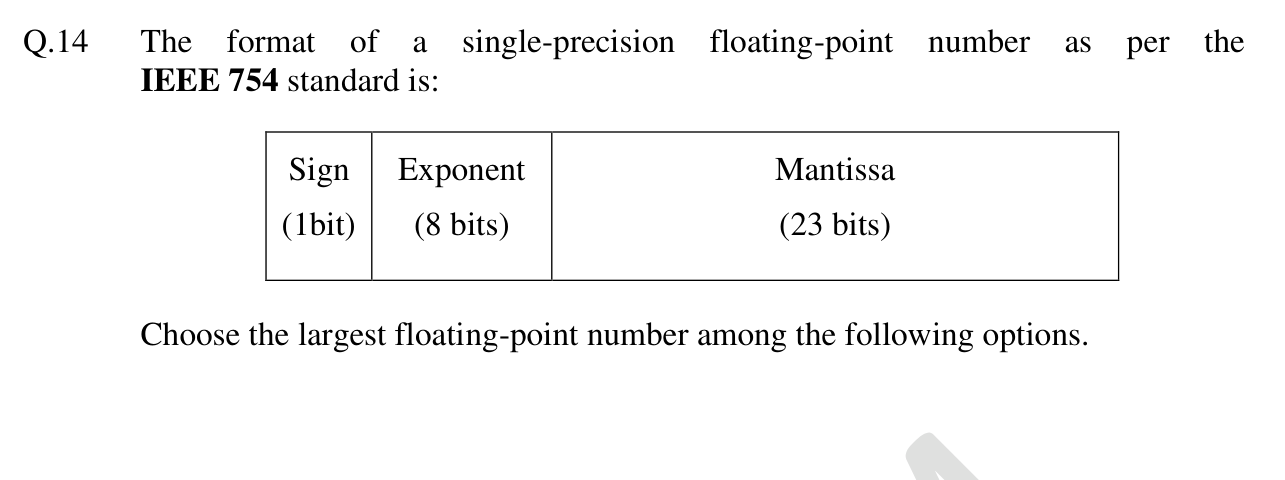 Q.14 The format of a single-precision floating-point number as per the
IEEE 754 standard is:
Sign Exponent Mantissa
(1bit) (8 bits) (23 bits)
Choose the largest floating-point number among the following options.